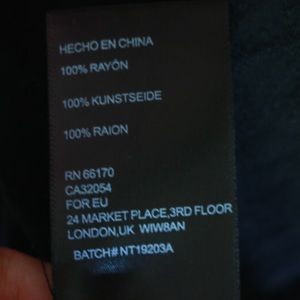 HECHO EN CHINA
100% RAYÓN
100% KUNSTSEIDE
100% RAION
RN 66170
CA32054
FOR EU
24 MARKET PLACE,3RD FLOOR
LONDON,UK WIW8AN
BATCH# NT19203A